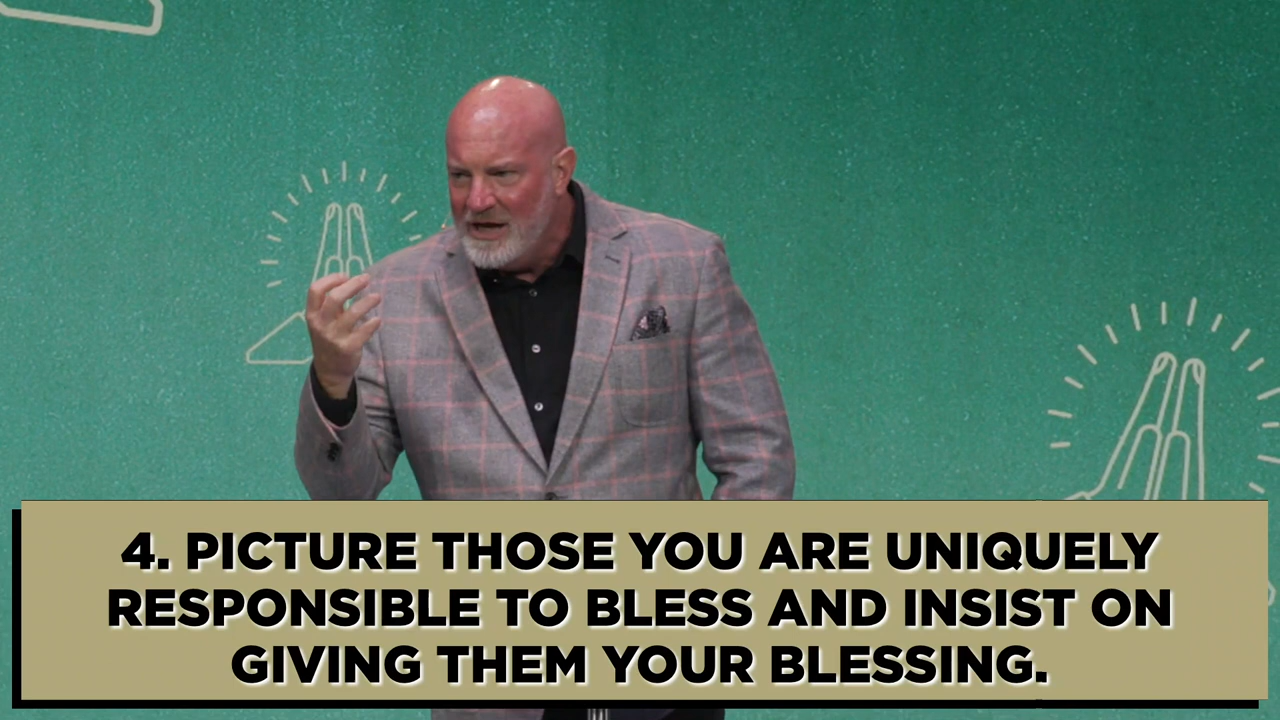 4. PICTURE THOSE YOU ARE UNIQUELY
RESPONSIBLE TO BLESS AND INSIST ON
GIVING THEM YOUR BLESSING.